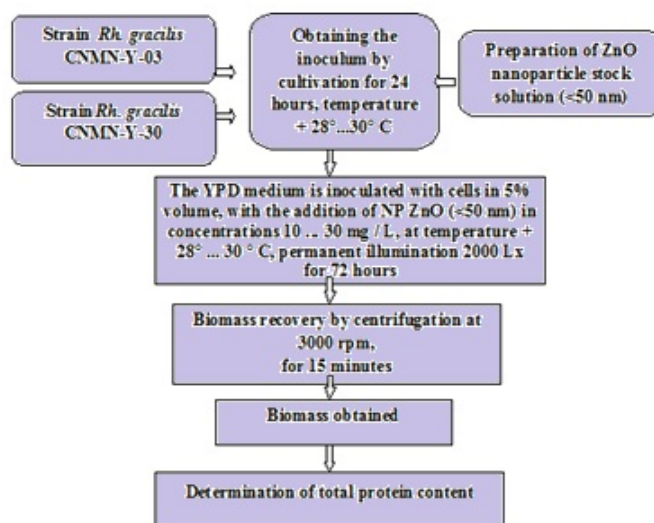 Strain Rh. gracilis
CNMN-Y-03
Strain Rh. gracilis
CNMN-Y-30
Obtaining the
inoculum by
cultivation for 24
hours, temperature
+ 28°...30° C
Preparation of ZnO
nanoparticle stock
solution (<50 nm)
The YPD medium is inoculated with cells in 5%
volume, with the addition of NP ZnO (<50 nm) in
concentrations 10 ... 30 mg / L, at temperature +
28° ... 30 ° C, permanent illumination 2000 Lx
for 72 hours
Biomass recovery by centrifugation at
3000 rpm,
for 15 minutes
Biomass obtained
Determination of total protein content